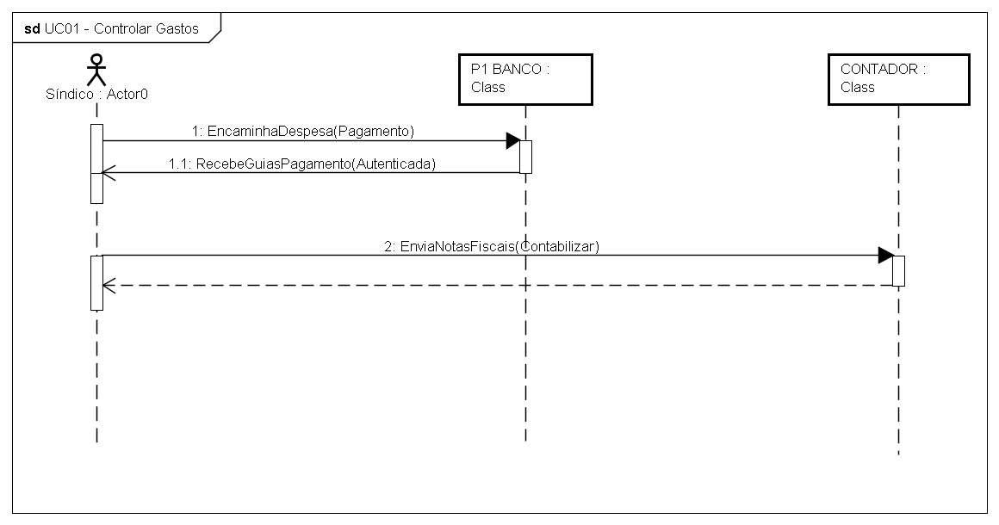 sd UC01 - Controlar Gastos
Síndico : Actor0
P1 BANCO :
Class
CONTADOR :
Class
1: EncaminhaDespesa(Pagamento)
1.1: RecebeGuiasPagamento(Autenticada)
2: EnviaNotasFiscais(Contabilizar)